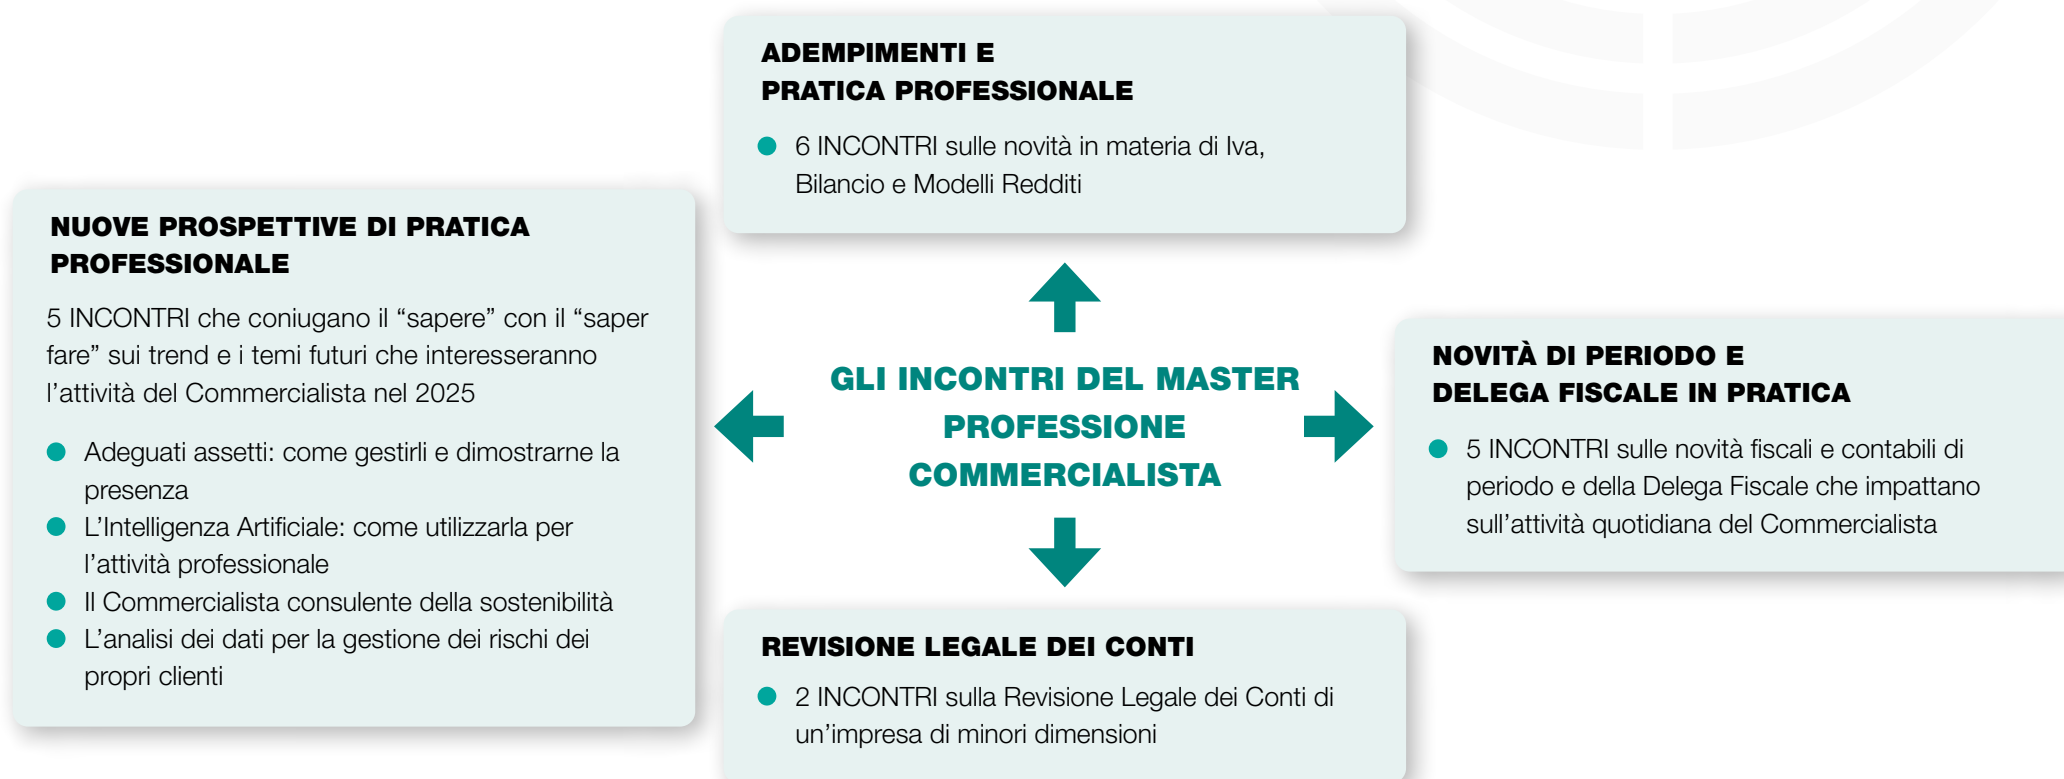 ADEMPIMENTI E
PRATICA PROFESSIONALE
6 INCONTRI sulle novità in materia di Iva,
Bilancio e Modelli Redditi
NUOVE PROSPETTIVE DI PRATICA
PROFESSIONALE
5 INCONTRI che coniugano il “sapere” con il “saper
fare” sui trend e i temi futuri che interesseranno
l’attività del Commercialista nel 2025
Adeguati assetti: come gestirli e dimostrarne la
presenza
L’Intelligenza Artificiale: come utilizzarla per
l’attività professionale
Il Commercialista consulente della sostenibilità
L’analisi dei dati per la gestione dei rischi dei
propri clienti
GLI INCONTRI DEL MASTER
PROFESSIONE
COMMERCIALISTA
NOVITÀ DI PERIODO E
DELEGA FISCALE IN PRATICA
5 INCONTRI sulle novità fiscali e contabili di
periodo e della Delega Fiscale che impattano
sull’attività quotidiana del Commercialista
REVISIONE LEGALE DEI CONTI
2 INCONTRI sulla Revisione Legale dei Conti di
un’impresa di minori dimensioni